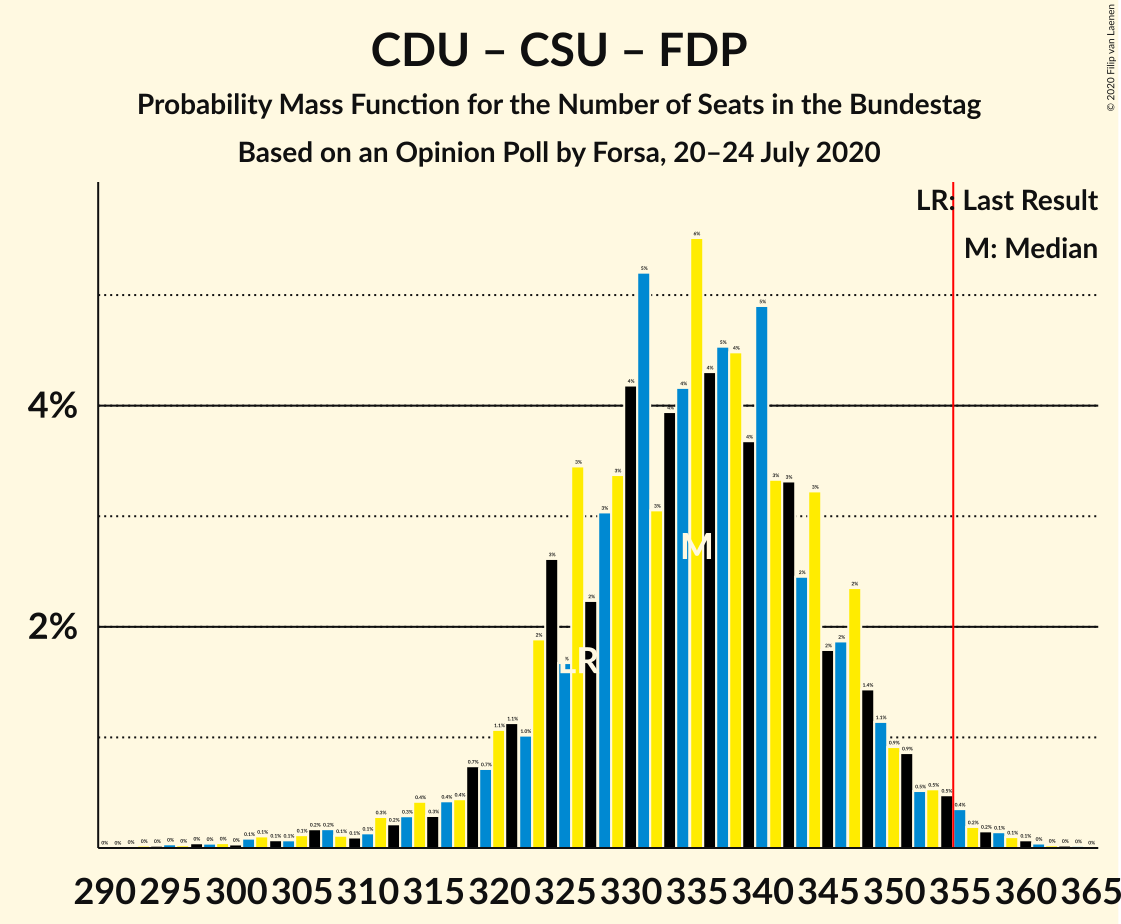 CDU – CSU – FDP
Probability Mass Function for the Number of Seats in the Bundestag
Based on an Opinion Poll by Forsa, 20–24 July 2020
© 2020 Filip van Laenen
LR: Last Result
M: Median
4%
2%
M
LR
290 295 300 305 310 315 320 325 330 335 340 345 350 355 360 365